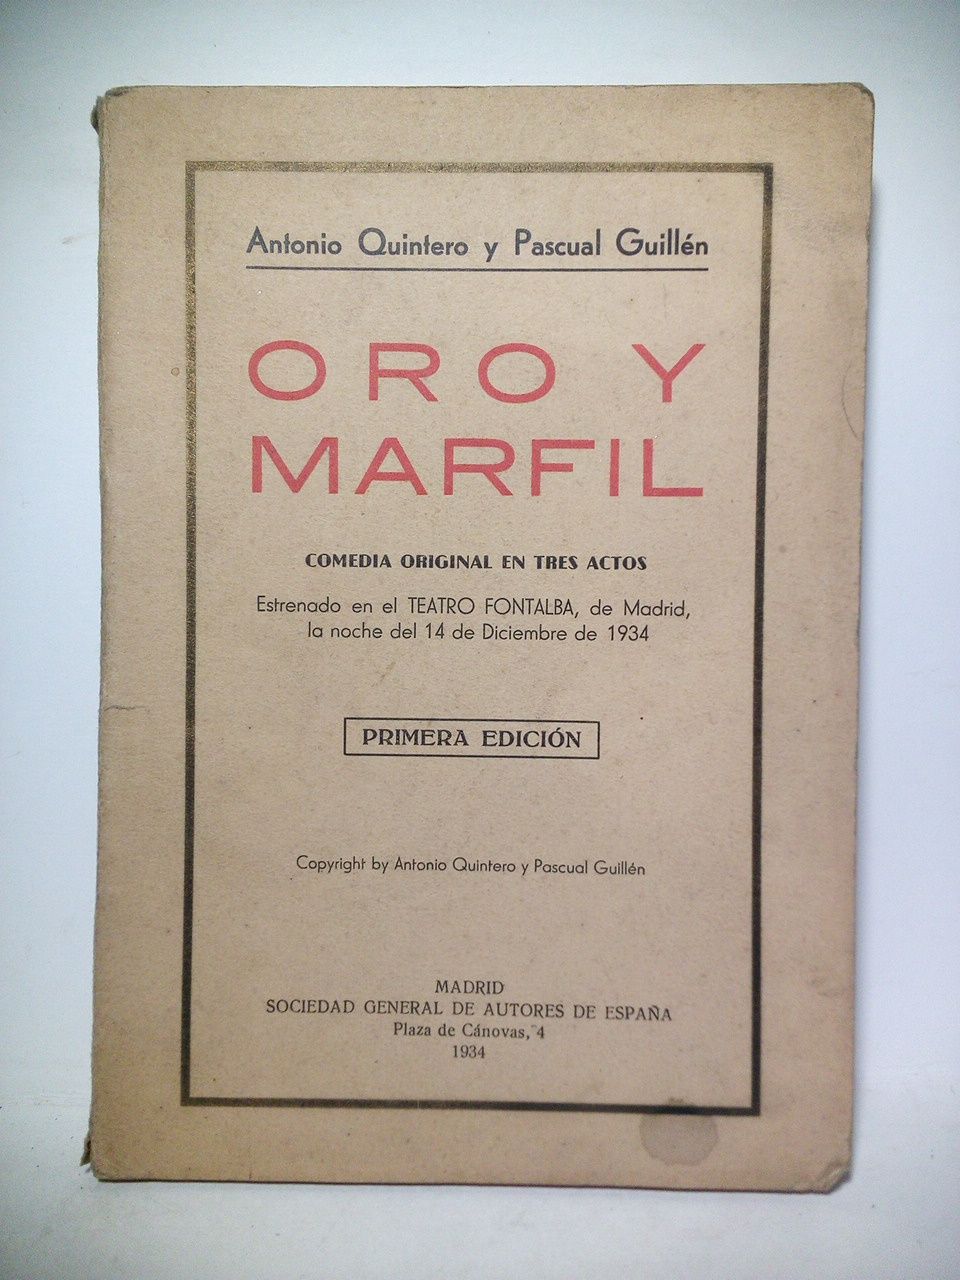 Antonio Quintero y Pascual Guillén
ORO Y
MARFIL
COMEDIA ORIGINAL EN TRES ACTOS
Estrenado en el TEATRO FONTALBA, de Madrid,
la noche del 14 de Diciembre de 1934
PRIMERA EDICIÓN
Copyright by Antonio Quintero y Pascual Guillén
MADRID
SOCIEDAD GENERAL DE AUTORES DE ESPAÑA
Plaza de Cánovas, 4
1934